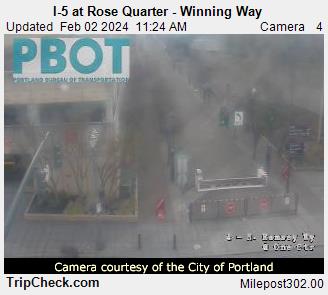 I-5 at Rose Quarter - Winning Way
Updated Feb 02 2024 11:24 AM Camera 4
PBOT
PORTLAND BUREAU OF TRANSPORTATION
Camera courtesy of the City of Portland
TripCheck.com Milepost302.00